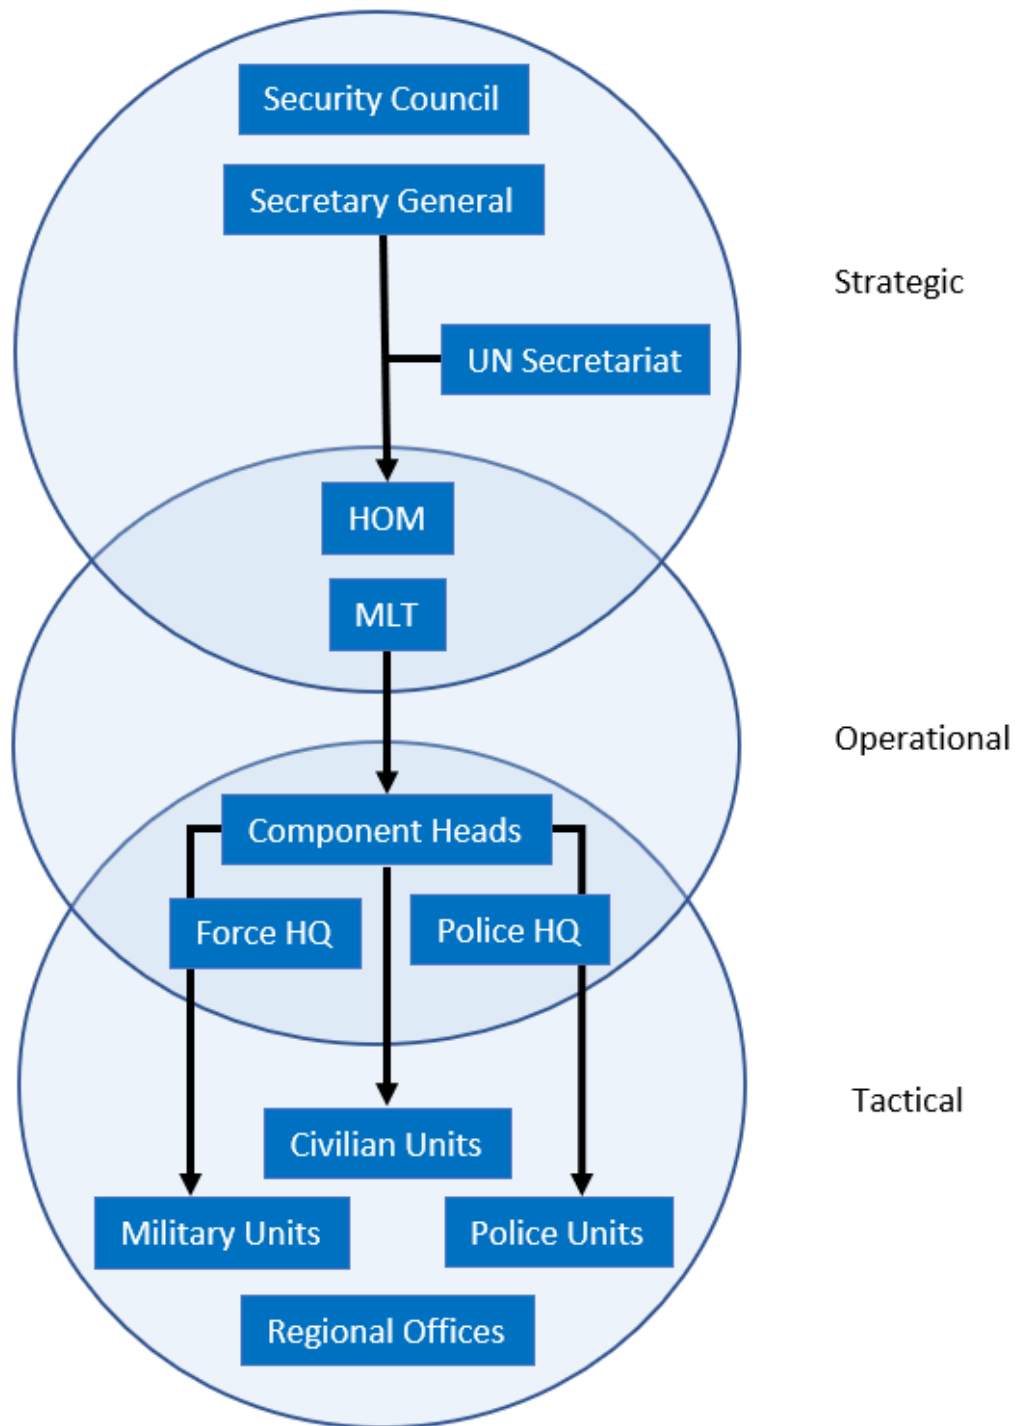 Security Council
Secretary General
Strategic
UN Secretariat
HOM
MLT
Operational
Component Heads
Force HQ
Police HQ
Tactical
Civilian Units
Military Units
Police Units
Regional Offices